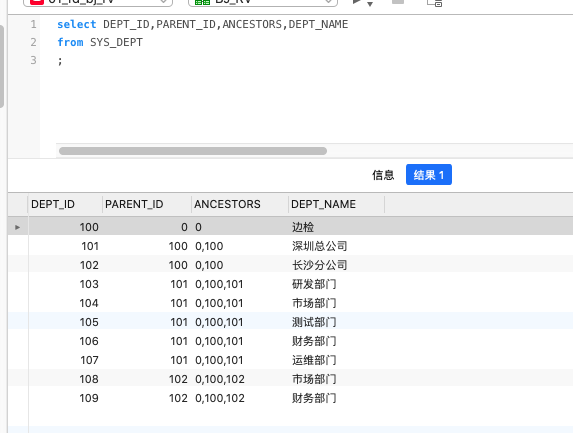 1 select DEPT_ID,PARENT_ID,ANCESTORS,DEPT_NAME
2 from SYS_DEPT
3 ;
信息 结果 1
DEPT_ID PARENT_ID ANCESTORS DEPT_NAME
100 0 0 边检
101 100 0,100 深圳总公司
102 100 0,100 长沙分公司
103 101 0,100,101 研发部门
104 101 0,100,101 市场部门
105 101 0,100,101 测试部门
106 101 0,100,101 财务部门
107 101 0,100,101 运维部门
108 102 0,100,102 市场部门
109 102 0,100,102 财务部门